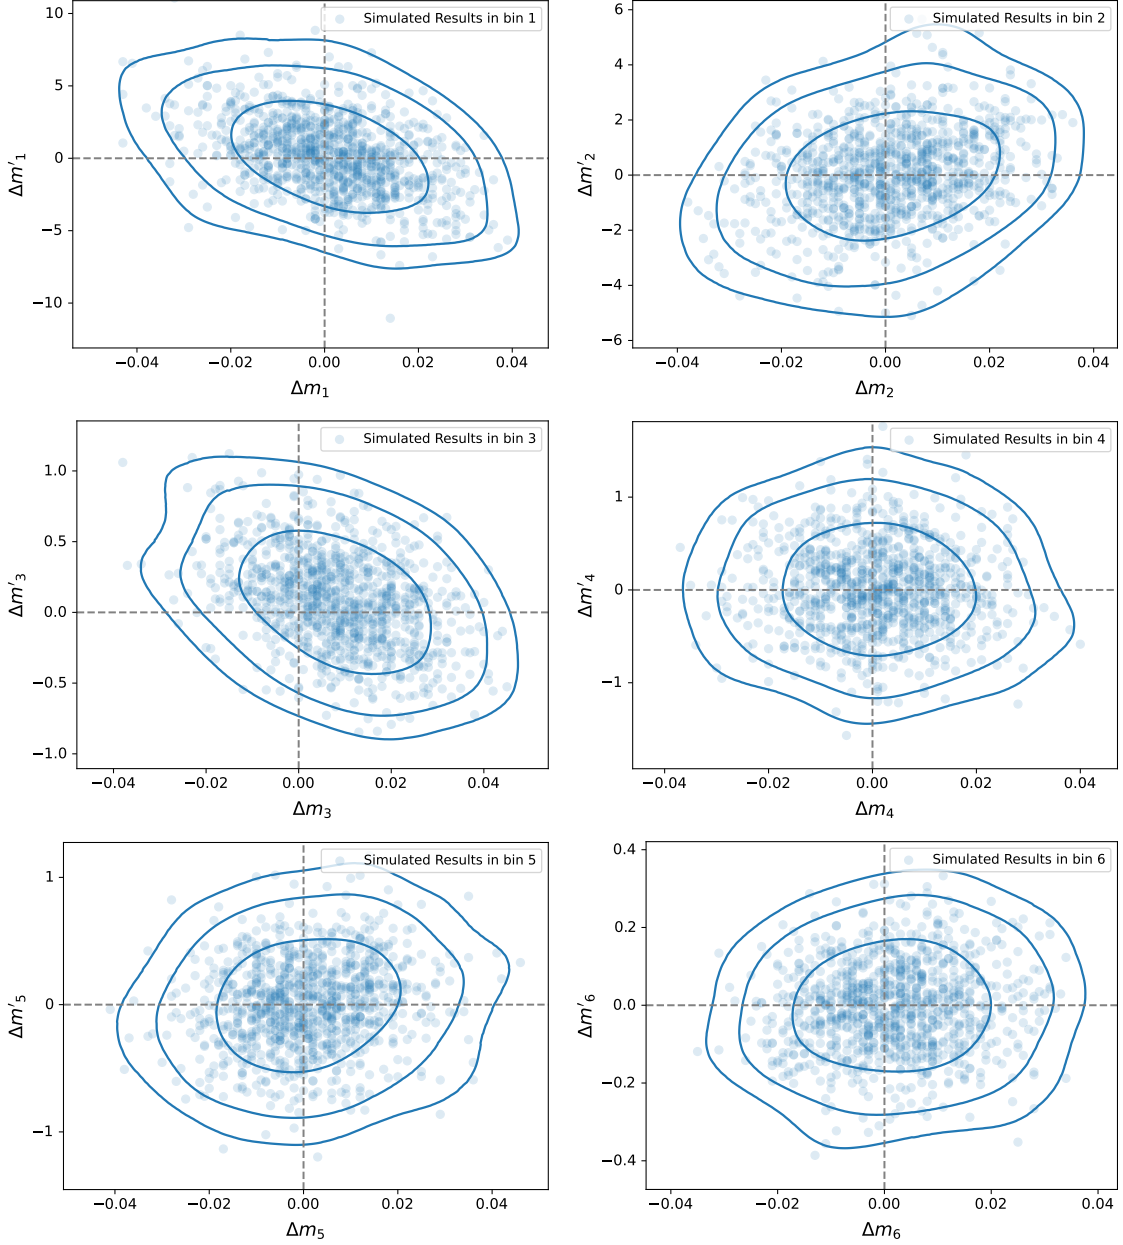 Simulated Results in bin 1
10
5
0
−5
−10
Δm′₁
−0.04 −0.02 0.00 0.02 0.04
Δm₁
Simulated Results in bin 2
6
4
2
0
−2
−4
−6
Δm′₂
−0.04 −0.02 0.00 0.02 0.04
Δm₂
Simulated Results in bin 3
1.0
0.5
0.0
−0.5
−1.0
Δm′₃
−0.04 −0.02 0.00 0.02 0.04
Δm₃
Simulated Results in bin 4
1
0
−1
Δm′₄
−0.04 −0.02 0.00 0.02 0.04
Δm₄
Simulated Results in bin 5
1
0
−1
Δm′₅
−0.04 −0.02 0.00 0.02 0.04
Δm₅
Simulated Results in bin 6
0.4
0.2
0.0
−0.2
−0.4
Δm′₆
−0.04 −0.02 0.00 0.02 0.04
Δm₆